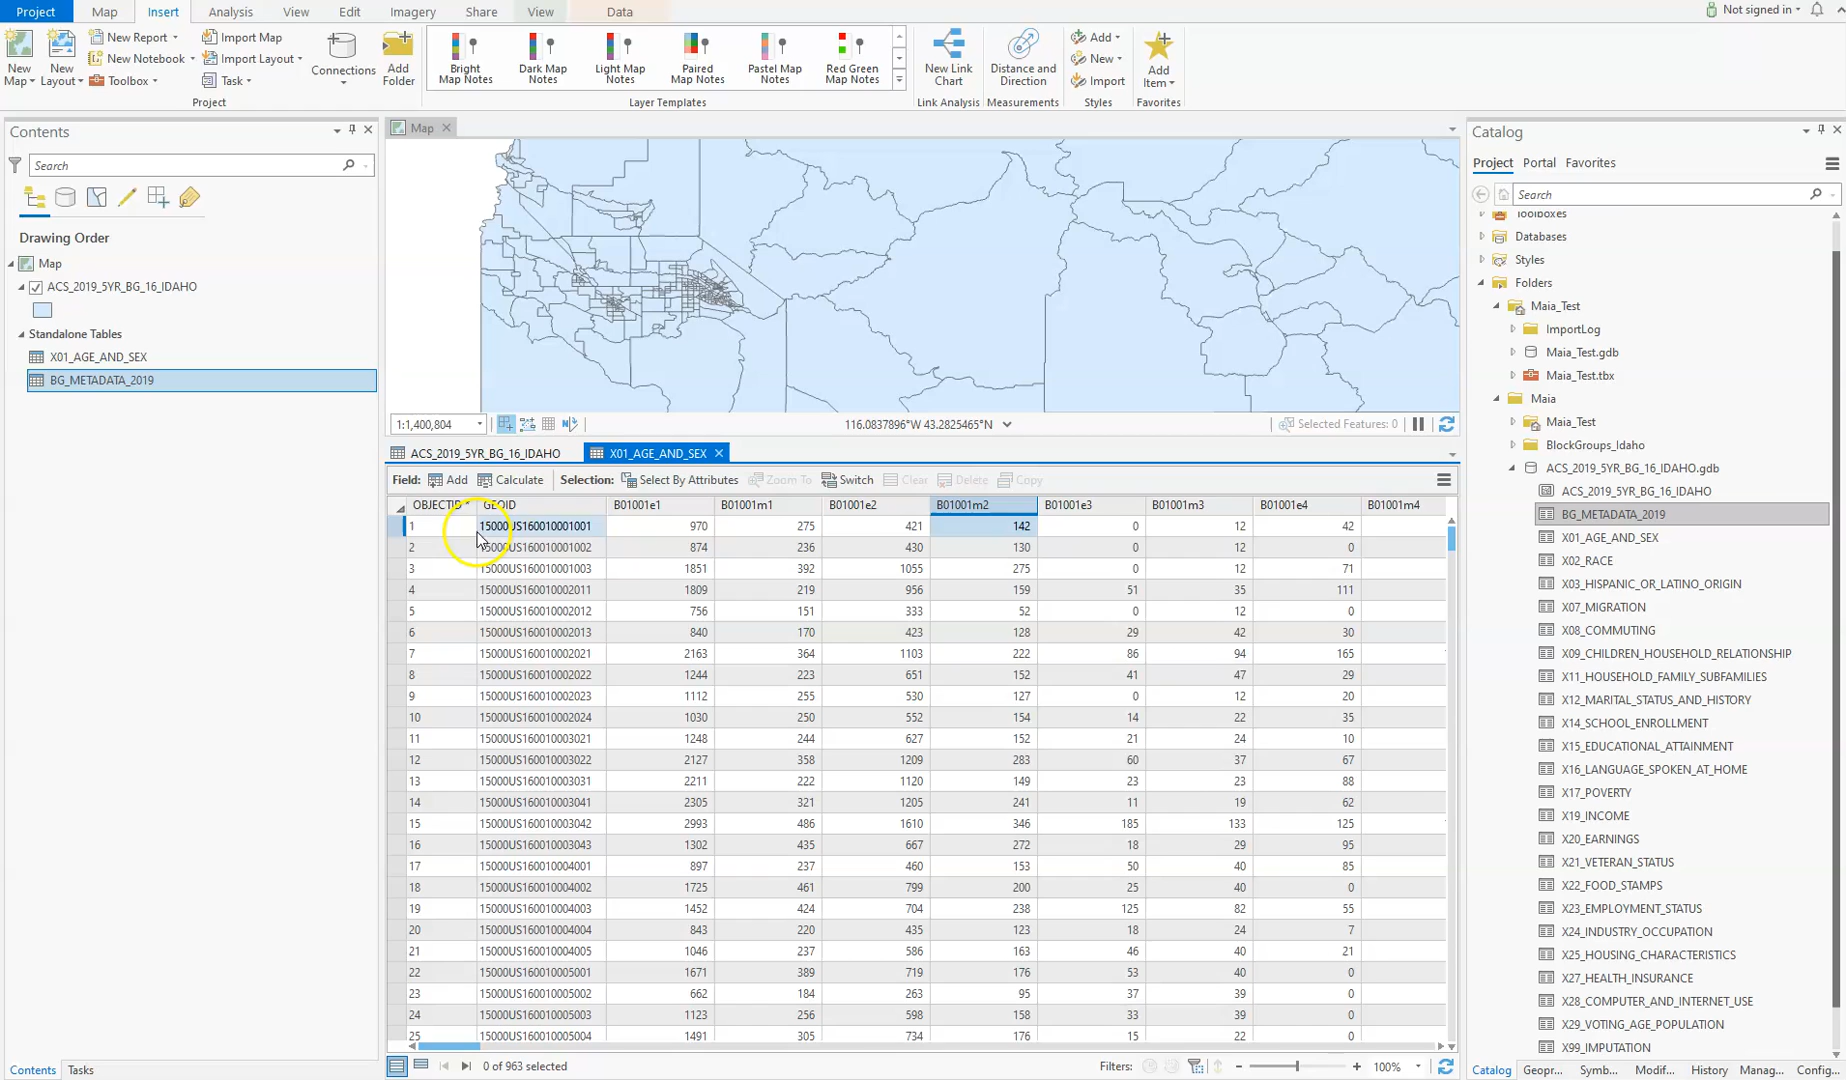 Project Map Insert Analysis View Edit Imagery Share View Data Not signed in
New Map New Layout New Report New Notebook Toolbox Import Map Import Layout Task Connections Add Folder
Project
Bright Map Notes Dark Map Notes Light Map Notes Paired Map Notes Pastel Map Notes Red Green Map Notes
Layer Templates
New Link Chart Distance and Direction Add New Import Add Item
Link Analysis Measurements Styles Favorites
Contents
Search
Drawing Order
Map
ACS_2019_5YR_BG_16_IDAHO
Standalone Tables
X01_AGE_AND_SEX
BG_METADATA_2019
Contents Tasks
Map
1:1,400,804 116.0837896°W 43.2825465°N Selected Features: 0
ACS_2019_5YR_BG_16_IDAHO X01_AGE_AND_SEX
Field: Add Calculate Selection: Select By Attributes Zoom To Switch Clear Delete Copy
OBJECTID * GEOID B01001e1 B01001m1 B01001e2 B01001m2 B01001e3 B01001m3 B01001e4 B01001m4
1 15000US160010001001 970 275 421 142 0 12 42
2 15000US160010001002 874 236 430 130 0 12 0
3 15000US160010001003 1851 392 1055 275 0 12 71
4 15000US160010002011 1809 219 956 159 51 35 111
5 15000US160010002012 756 151 333 52 0 12 0
6 15000US160010002013 840 170 423 128 29 42 30
7 15000US160010002021 2163 364 1103 222 86 94 165
8 15000US160010002022 1244 223 651 152 41 47 29
9 15000US160010002023 1112 255 530 127 0 12 20
10 15000US160010002024 1030 250 552 154 14 22 35
11 15000US160010003021 1248 244 627 152 21 24 10
12 15000US160010003022 2127 358 1209 283 60 37 67
13 15000US160010003031 2211 222 1120 149 23 23 88
14 15000US160010003041 2305 321 1205 241 11 19 62
15 15000US160010003042 2993 486 1610 346 185 133 125
16 15000US160010003043 1302 435 667 272 18 29 95
17 15000US160010004001 897 237 460 153 50 40 85
18 15000US160010004002 1725 461 799 200 25 40 0
19 15000US160010004003 1452 424 704 238 125 82 55
20 15000US160010004004 843 220 435 123 18 24 7
21 15000US160010004005 1046 237 586 163 46 40 21
22 15000US160010005001 1671 389 719 176 53 40 0
23 15000US160010005002 662 184 263 95 37 39 0
24 15000US160010005003 1123 256 598 158 33 39 0
25 15000US160010005004 1491 305 734 176 15 22 0
0 of 963 selected Filters: 100%
Catalog
Project Portal Favorites
Search
Toolboxes
Databases
Styles
Folders
Maia_Test
ImportLog
Maia_Test.gdb
Maia_Test.tbx
Maia
Maia_Test
BlockGroups_Idaho
ACS_2019_5YR_BG_16_IDAHO.gdb
ACS_2019_5YR_BG_16_IDAHO
BG_METADATA_2019
X01_AGE_AND_SEX
X02_RACE
X03_HISPANIC_OR_LATINO_ORIGIN
X07_MIGRATION
X08_COMMUTING
X09_CHILDREN_HOUSEHOLD_RELATIONSHIP
X11_HOUSEHOLD_FAMILY_SUBFAMILIES
X12_MARITAL_STATUS_AND_HISTORY
X14_SCHOOL_ENROLLMENT
X15_EDUCATIONAL_ATTAINMENT
X16_LANGUAGE_SPOKEN_AT_HOME
X17_POVERTY
X19_INCOME
X20_EARNINGS
X21_VETERAN_STATUS
X22_FOOD_STAMPS
X23_EMPLOYMENT_STATUS
X24_INDUSTRY_OCCUPATION
X25_HOUSING_CHARACTERISTICS
X27_HEALTH_INSURANCE
X28_COMPUTER_AND_INTERNET_USE
X29_VOTING_AGE_POPULATION
X99_IMPUTATION
Catalog Geopr... Symb... Modif... History Manag... Config...